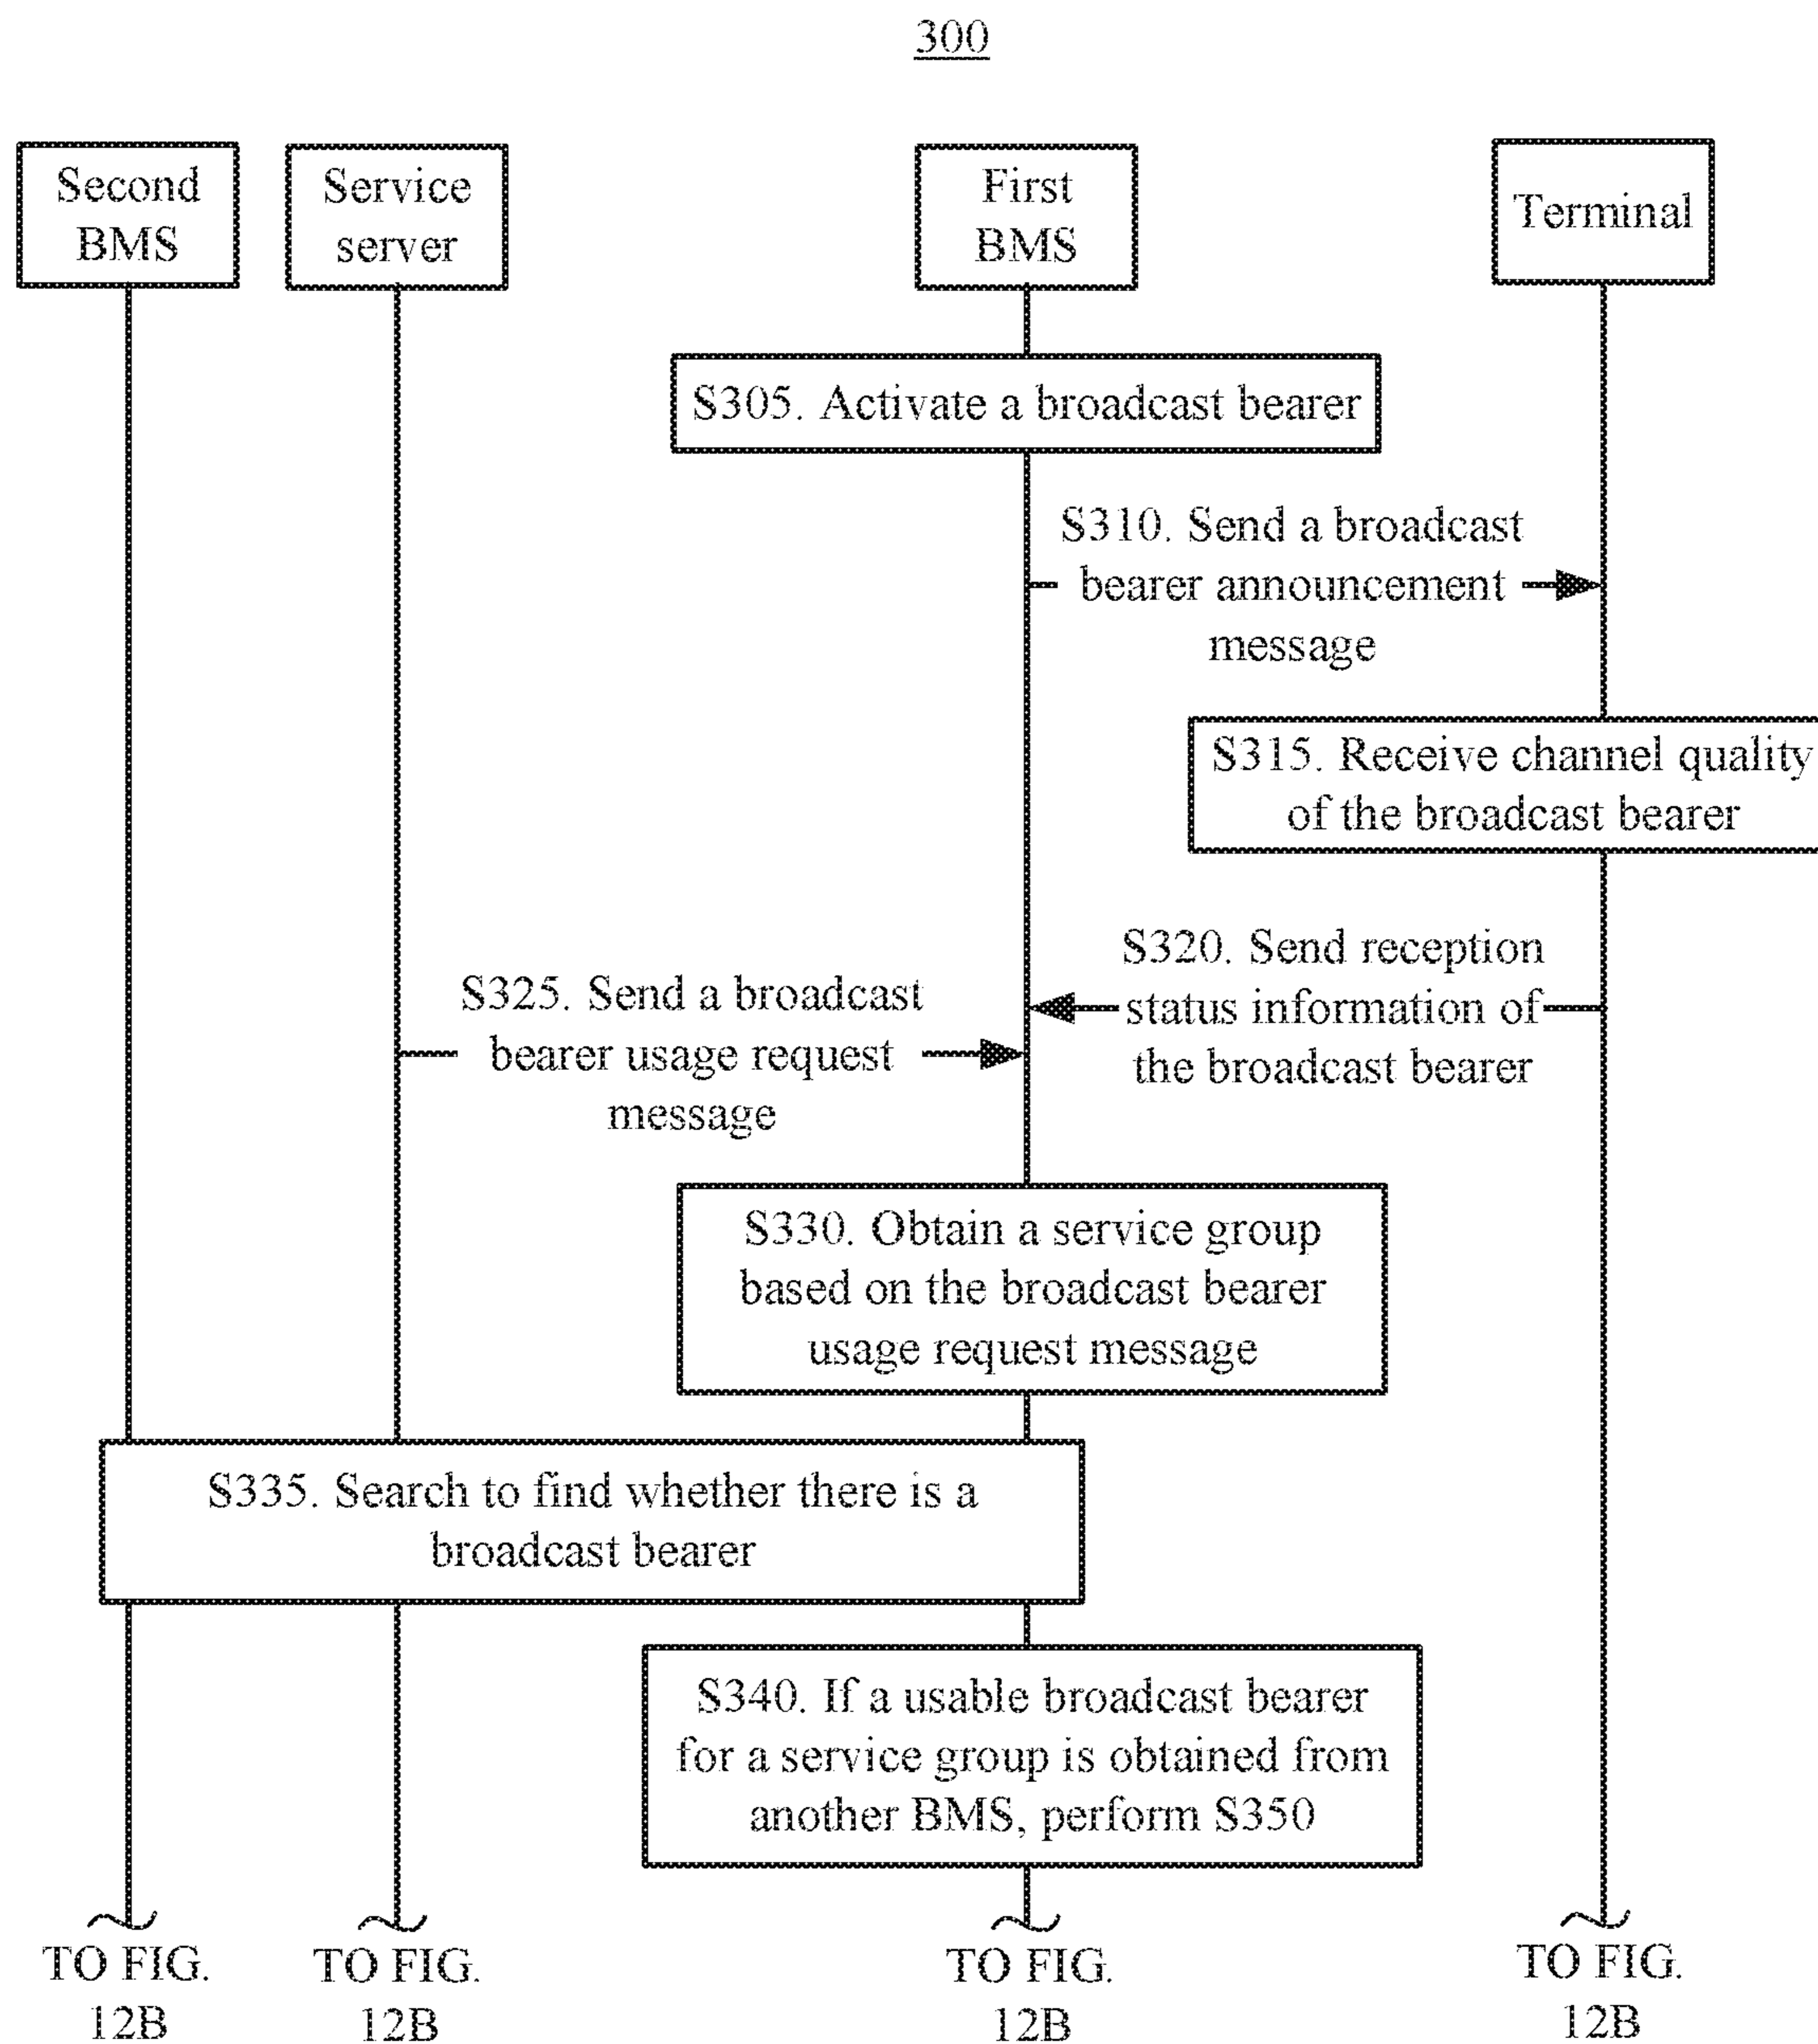 300
Second
BMS
Service
server
First
BMS
Terminal
S305. Activate a broadcast bearer
S310. Send a broadcast
bearer announcement
message
S315. Receive channel quality
of the broadcast bearer
S320. Send reception
status information of
the broadcast bearer
S325. Send a broadcast
bearer usage request
message
S330. Obtain a service group
based on the broadcast bearer
usage request message
S335. Search to find whether there is a
broadcast bearer
S340. If a usable broadcast bearer
for a service group is obtained from
another BMS, perform S350
TO FIG.
12B
TO FIG.
12B
TO FIG.
12B
TO FIG.
12B